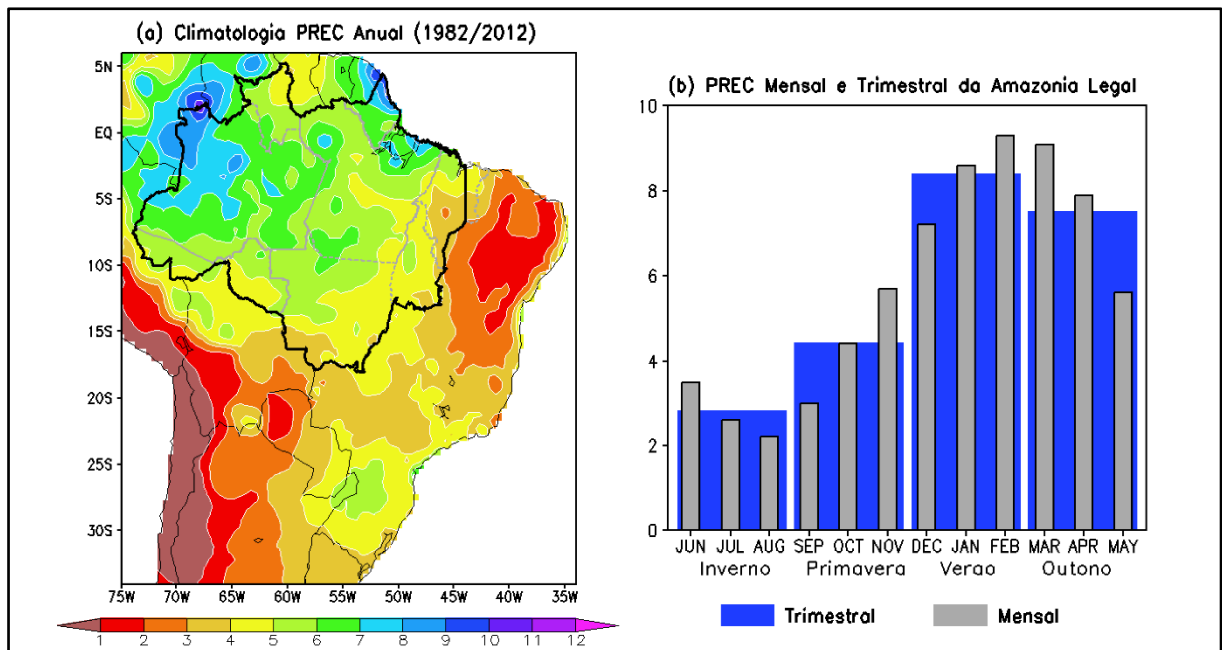 (a) Climatologia PREC Anual (1982/2012)
5N
EQ
5S
10S
15S
20S
25S
30S
75W 70W 65W 60W 55W 50W 45W 40W 35W
1 2 3 4 5 6 7 8 9 10 11 12
(b) PREC Mensal e Trimestral da Amazonia Legal
10
8
6
4
2
0
JUN JUL AUG SEP OCT NOV DEC JAN FEB MAR APR MAY
Inverno Primavera Verao Outono
Trimestral Mensal